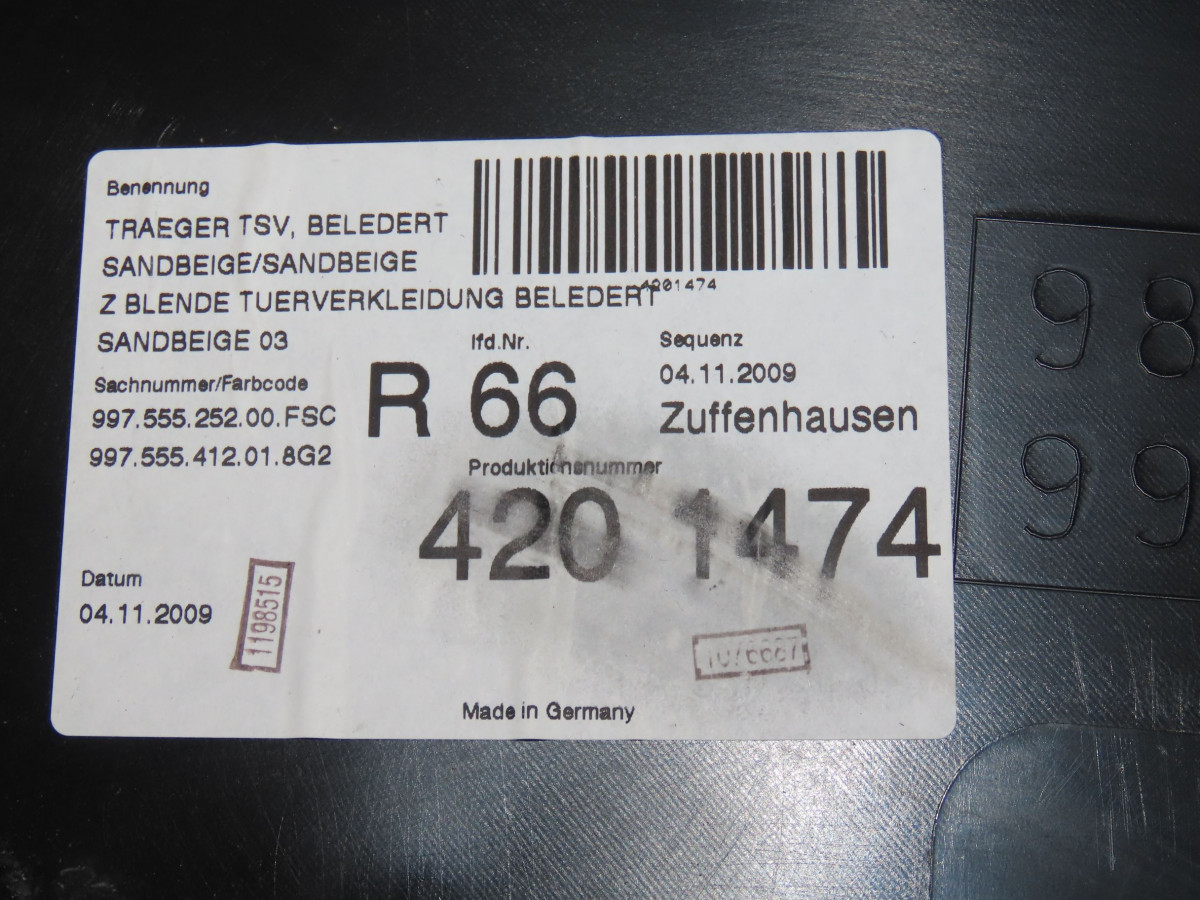 Benennung
TRAEGER TSV, BELEDERT
SANDBEIGE/SANDBEIGE
Z BLENDE TUERVERKLEIDUNG BELEDERT
4201474
SANDBEIGE 03
lfd.Nr.
Sequenz
Sachnummer/Farbcode
R 66
04.11.2009
997.555.252.00.FSC
Zuffenhausen
997.555.412.01.8G2
Produktionsnummer
420 1474
Datum
04.11.2009
1198515
Made in Germany
98
99